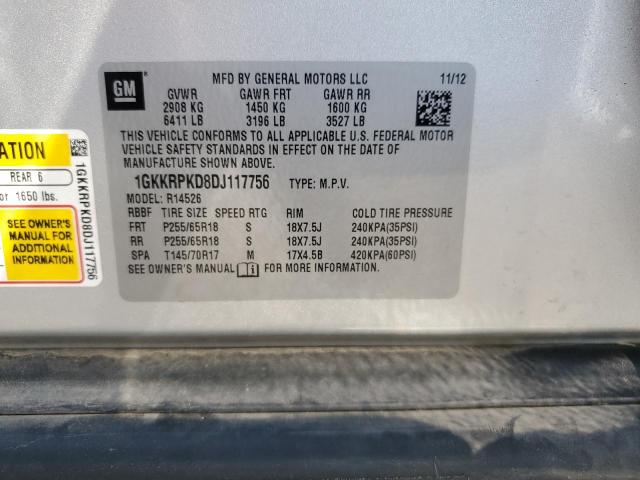 GM
MFD BY GENERAL MOTORS LLC 11/12
GVWR GAWR FRT GAWR RR
2908 KG 1450 KG 1600 KG
6411 LB 3196 LB 3527 LB
THIS VEHICLE CONFORMS TO ALL APPLICABLE U.S. FEDERAL MOTOR
VEHICLE SAFETY STANDARDS IN EFFECT ON THE DATE OF
MANUFACTURE SHOWN ABOVE.
1GKKRPKD8DJ117756 TYPE: M.P.V.
MODEL: R14526
RBBF TIRE SIZE SPEED RTG RIM COLD TIRE PRESSURE
FRT P255/65R18 S 18X7.5J 240KPA(35PSI)
RR P255/65R18 S 18X7.5J 240KPA(35PSI)
SPA T145/70R17 M 17X4.5B 420KPA(60PSI)
SEE OWNER'S MANUAL FOR MORE INFORMATION.
ATION
REAR 6
or 1650 lbs.
SEE OWNER'S
MANUAL FOR
ADDITIONAL
INFORMATION
1GKKRPKD8DJ117756